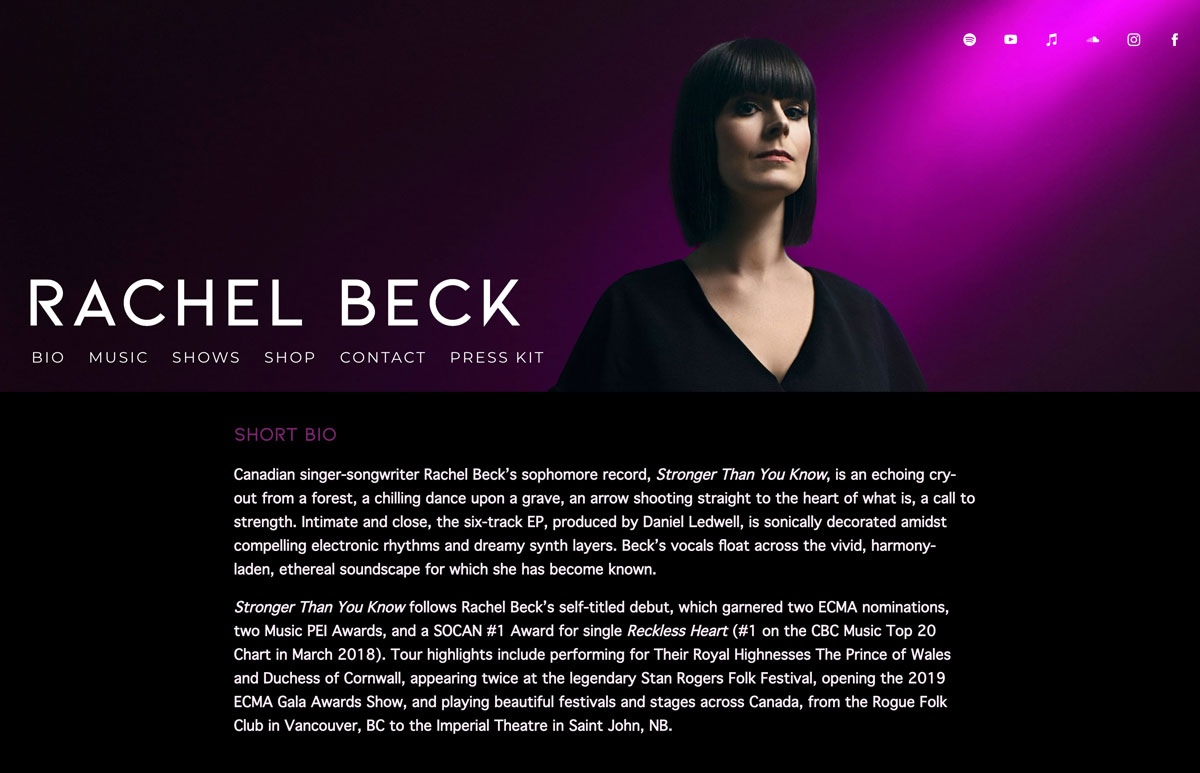 RACHEL BECK
BIO MUSIC SHOWS SHOP CONTACT PRESS KIT
SHORT BIO
Canadian singer-songwriter Rachel Beck’s sophomore record, Stronger Than You Know, is an echoing cry-
out from a forest, a chilling dance upon a grave, an arrow shooting straight to the heart of what is, a call to
strength. Intimate and close, the six-track EP, produced by Daniel Ledwell, is sonically decorated amidst
compelling electronic rhythms and dreamy synth layers. Beck’s vocals float across the vivid, harmony-
laden, ethereal soundscape for which she has become known.
Stronger Than You Know follows Rachel Beck’s self-titled debut, which garnered two ECMA nominations,
two Music PEI Awards, and a SOCAN #1 Award for single Reckless Heart (#1 on the CBC Music Top 20
Chart in March 2018). Tour highlights include performing for Their Royal Highnesses The Prince of Wales
and Duchess of Cornwall, appearing twice at the legendary Stan Rogers Folk Festival, opening the 2019
ECMA Gala Awards Show, and playing beautiful festivals and stages across Canada, from the Rogue Folk
Club in Vancouver, BC to the Imperial Theatre in Saint John, NB.